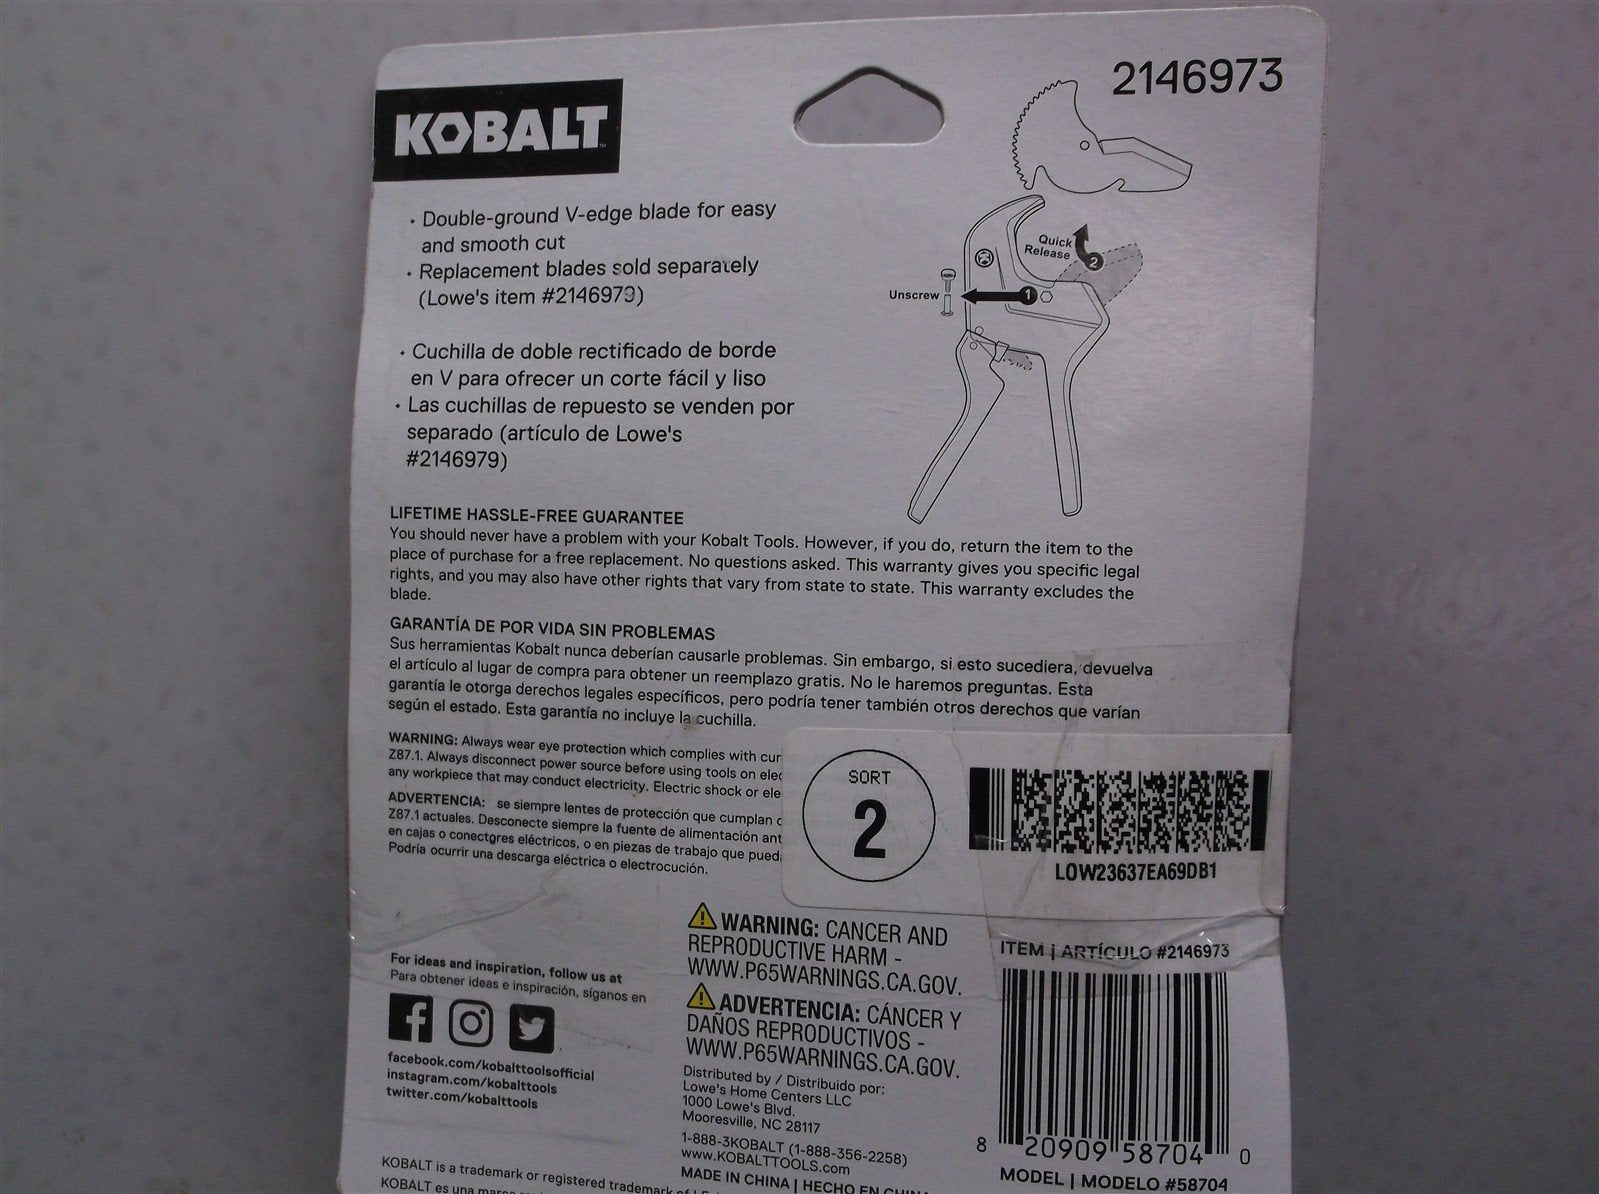 KOBALT
2146973
• Double-ground V-edge blade for easy
and smooth cut
• Replacement blades sold separately
(Lowe's item #2146979)
Quick
Release
2
Unscrew
1
• Cuchilla de doble rectificado de borde
en V para ofrecer un corte fácil y liso
• Las cuchillas de repuesto se venden por
separado (artículo de Lowe's
#2146979)
LIFETIME HASSLE-FREE GUARANTEE
You should never have a problem with your Kobalt Tools. However, if you do, return the item to the
place of purchase for a free replacement. No questions asked. This warranty gives you specific legal
rights, and you may also have other rights that vary from state to state. This warranty excludes the
blade.
GARANTÍA DE POR VIDA SIN PROBLEMAS
Sus herramientas Kobalt nunca deberían causarle problemas. Sin embargo, si esto sucediera, devuelva
el artículo al lugar de compra para obtener un reemplazo gratis. No le haremos preguntas. Esta
garantía le otorga derechos legales específicos, pero podría tener también otros derechos que varían
según el estado. Esta garantía no incluye la cuchilla.
WARNING: Always wear eye protection which complies with cur
Z87.1. Always disconnect power source before using tools on elec
any workpiece that may conduct electricity. Electric shock or ele
ADVERTENCIA: se siempre lentes de protección que cumplan c
Z87.1 actuales. Desconecte siempre la fuente de alimentación ant
en cajas o conectores eléctricos, o en piezas de trabajo que pued
Podría ocurrir una descarga eléctrica o electrocución.
SORT
2
LOW23637EA69DB1
WARNING: CANCER AND
REPRODUCTIVE HARM -
WWW.P65WARNINGS.CA.GOV.
ADVERTENCIA: CÁNCER Y
DAÑOS REPRODUCTIVOS -
WWW.P65WARNINGS.CA.GOV.
For ideas and inspiration, follow us at
Para obtener ideas e inspiración, síganos en
facebook.com/kobalttoolsofficial
instagram.com/kobalttools
twitter.com/kobalttools
Distributed by / Distribuido por:
Lowe's Home Centers LLC
1000 Lowe's Blvd.
Mooresville, NC 28117
1-888-3KOBALT (1-888-356-2258)
www.KOBALTTOOLS.com
MADE IN CHINA | HECHO EN CHINA
ITEM | ARTÍCULO #2146973
8 20909 58704 0
MODEL | MODELO #58704
KOBALT is a trademark or registered trademark of
KOBALT es una